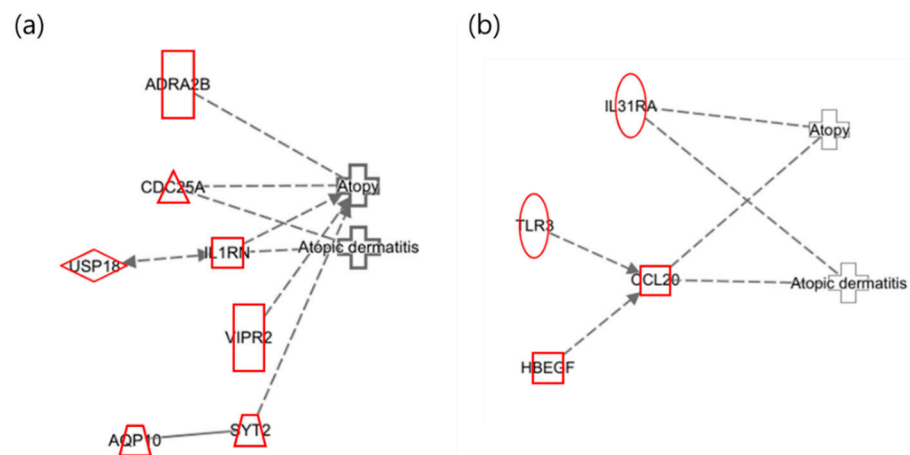 (a)
ADRA2B
CDC25A
Atopy
IL1RN
Atopic dermatitis
USP18
VIPR2
AQP10
SYT2
(b)
IL31RA
Atopy
TLR3
CCL20
Atopic dermatitis
HBEGF